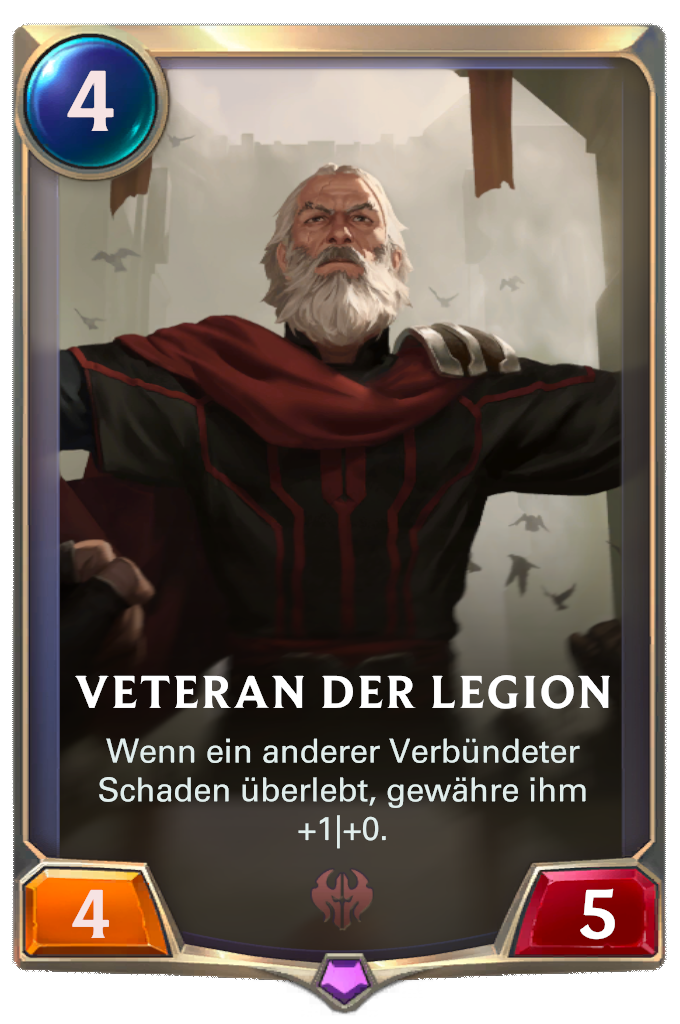 4
VETERAN DER LEGION
Wenn ein anderer Verbündeter
Schaden überlebt, gewähre ihm
+1|+0.
4
5